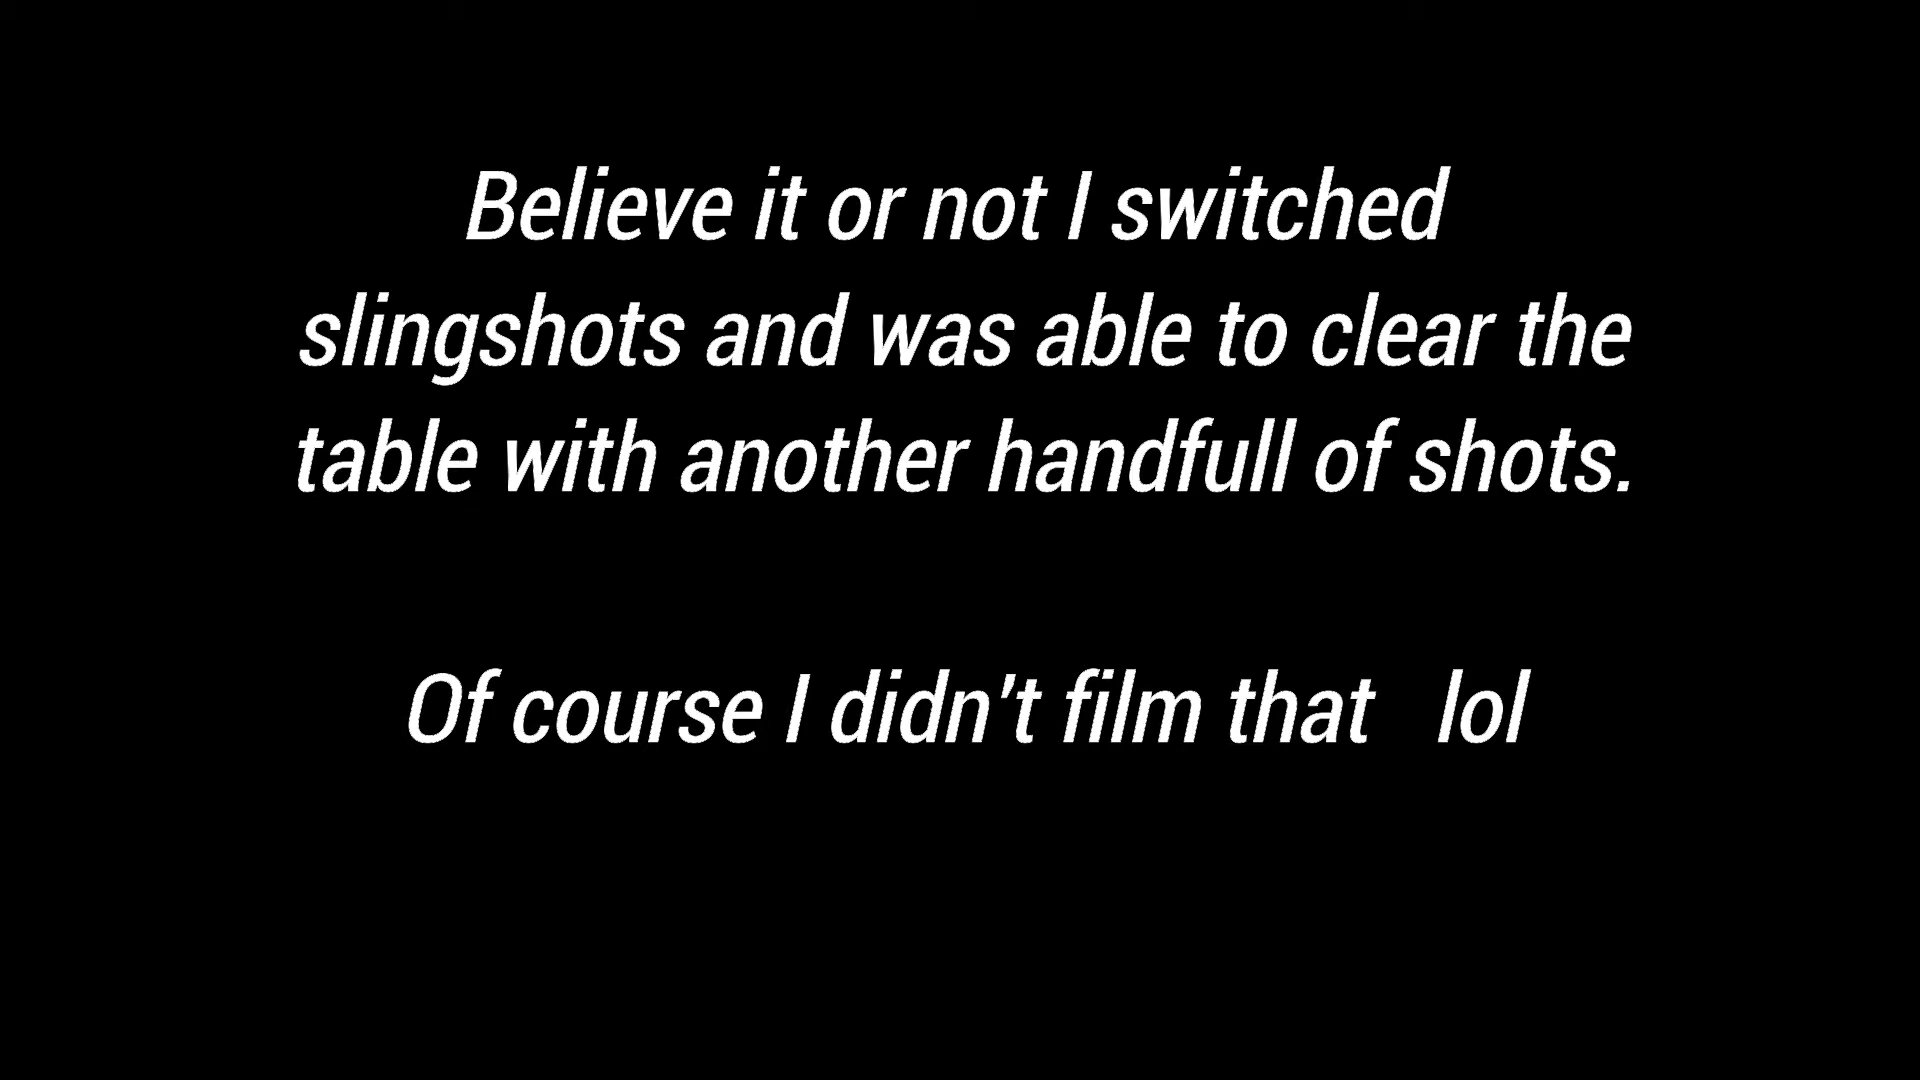 Believe it or not I switched
slingshots and was able to clear the
table with another handfull of shots.
Of course I didn't film that   lol